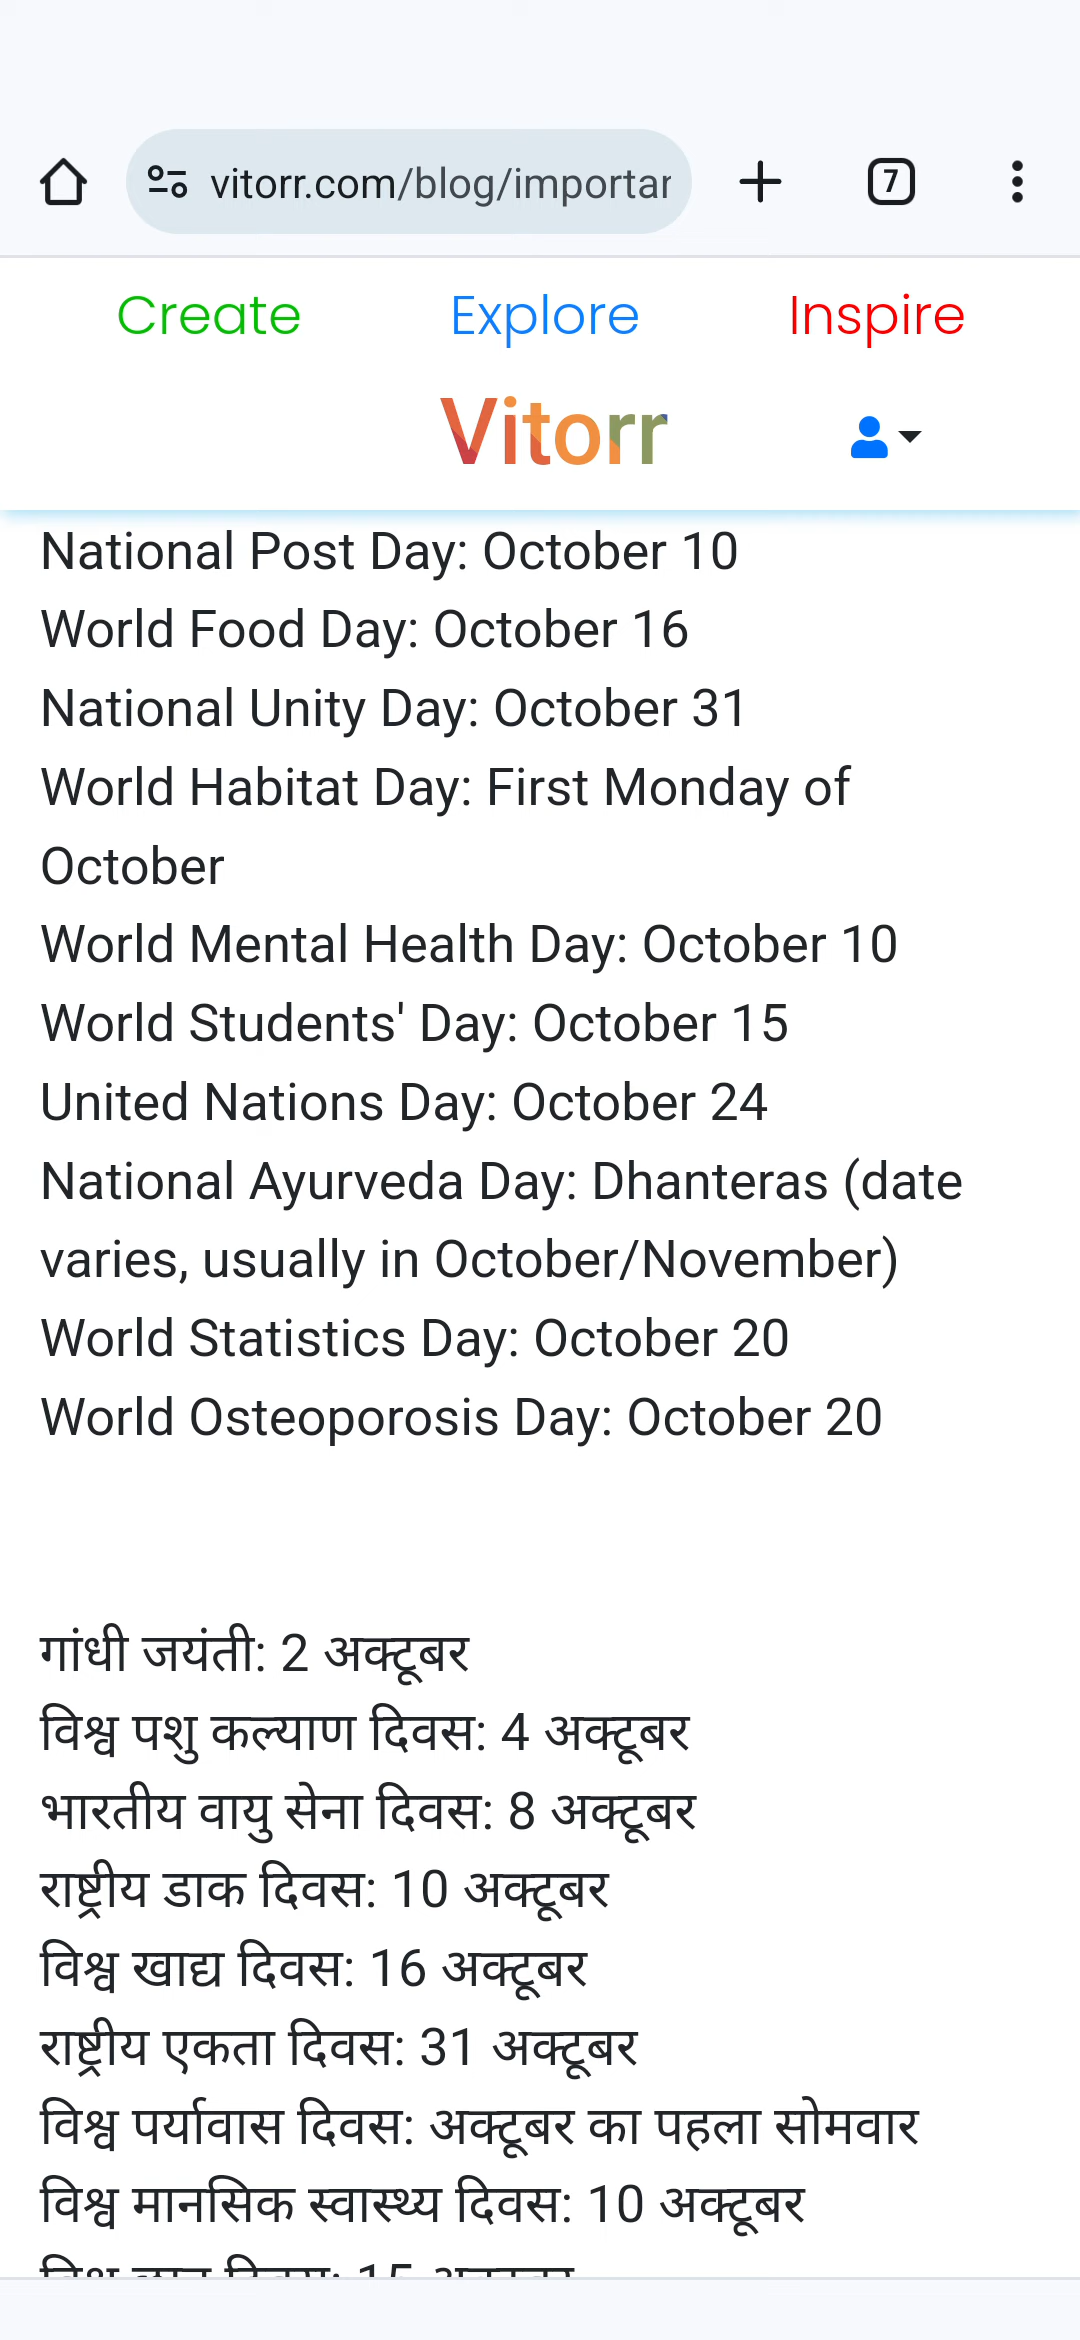 vitorr.com/blog/importar
7
Create Explore Inspire
Vitorr
National Post Day: October 10
World Food Day: October 16
National Unity Day: October 31
World Habitat Day: First Monday of
October
World Mental Health Day: October 10
World Students' Day: October 15
United Nations Day: October 24
National Ayurveda Day: Dhanteras (date
varies, usually in October/November)
World Statistics Day: October 20
World Osteoporosis Day: October 20
गांधी जयंती: 2 अक्टूबर
विश्व पशु कल्याण दिवस: 4 अक्टूबर
भारतीय वायु सेना दिवस: 8 अक्टूबर
राष्ट्रीय डाक दिवस: 10 अक्टूबर
विश्व खाद्य दिवस: 16 अक्टूबर
राष्ट्रीय एकता दिवस: 31 अक्टूबर
विश्व पर्यावास दिवस: अक्टूबर का पहला सोमवार
विश्व मानसिक स्वास्थ्य दिवस: 10 अक्टूबर